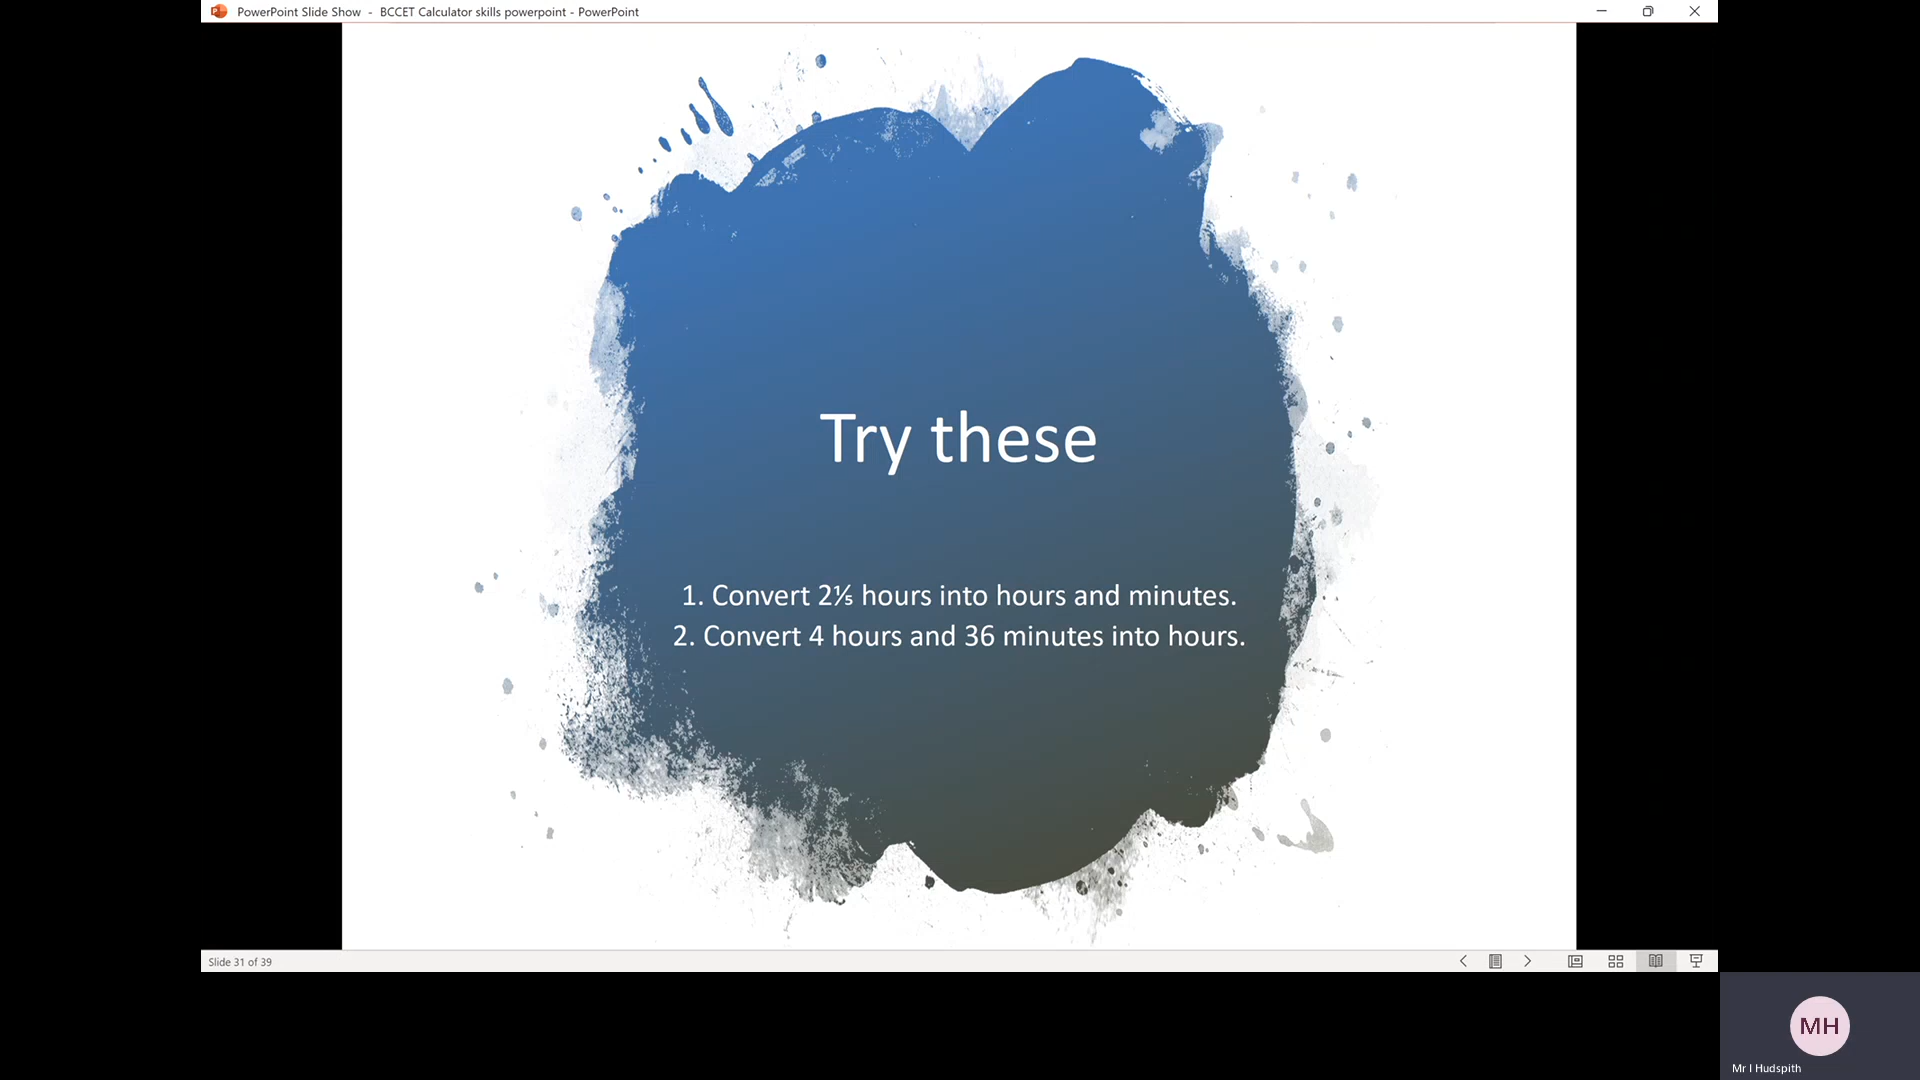 PowerPoint Slide Show - BCCET Calculator skills powerpoint - PowerPoint
Try these
1. Convert 2⅕ hours into hours and minutes.
2. Convert 4 hours and 36 minutes into hours.
Slide 31 of 39
MH
Mr I Hudspith